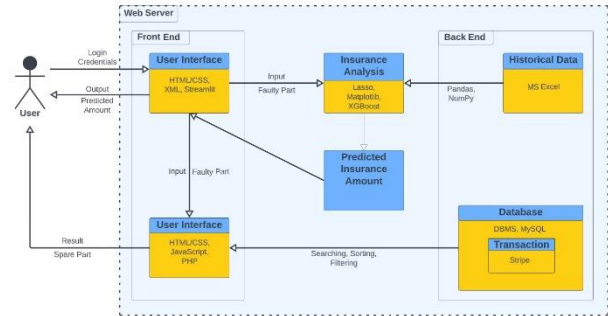 Web Server
Front End
Back End
Login
Credentials
User Interface
HTML/CSS,
XML, Streamlit
Input
Faulty Part
Insurance
Analysis
Lasso,
Matplotlib,
XGBoost
Pandas,
NumPy
Historical Data
MS Excel
Output
Predicted
Amount
User
Predicted
Insurance
Amount
Input Faulty Part
User Interface
HTML/CSS,
JavaScript,
PHP
Result
Spare Part
Searching, Sorting,
Filtering
Database
DBMS, MySQL
Transaction
Stripe